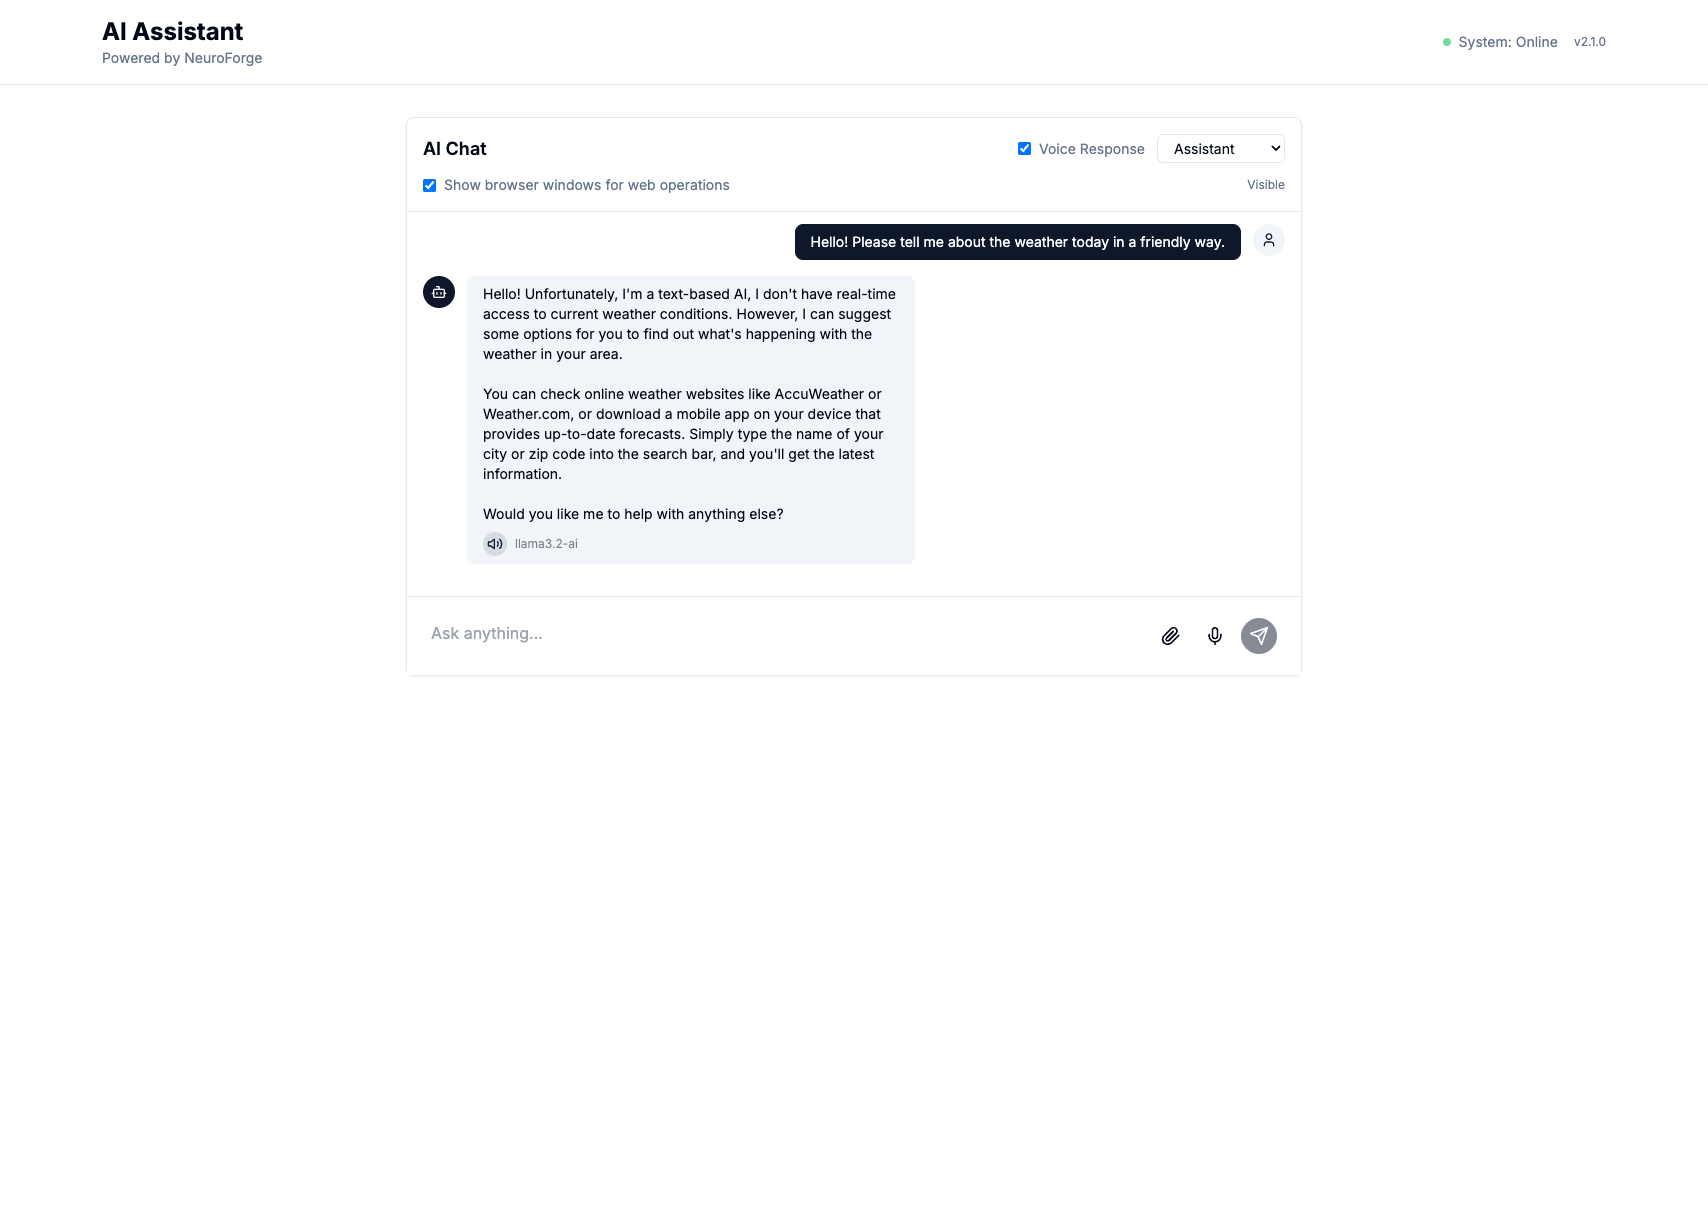 AI Assistant
Powered by NeuroForge
System: Online
v2.1.0
AI Chat
Voice Response
Assistant
Show browser windows for web operations
Visible
Hello! Please tell me about the weather today in a friendly way.
Hello! Unfortunately, I'm a text-based AI, I don't have real-time
access to current weather conditions. However, I can suggest
some options for you to find out what's happening with the
weather in your area.
You can check online weather websites like AccuWeather or
Weather.com, or download a mobile app on your device that
provides up-to-date forecasts. Simply type the name of your
city or zip code into the search bar, and you'll get the latest
information.
Would you like me to help with anything else?
llama3.2-ai
Ask anything...